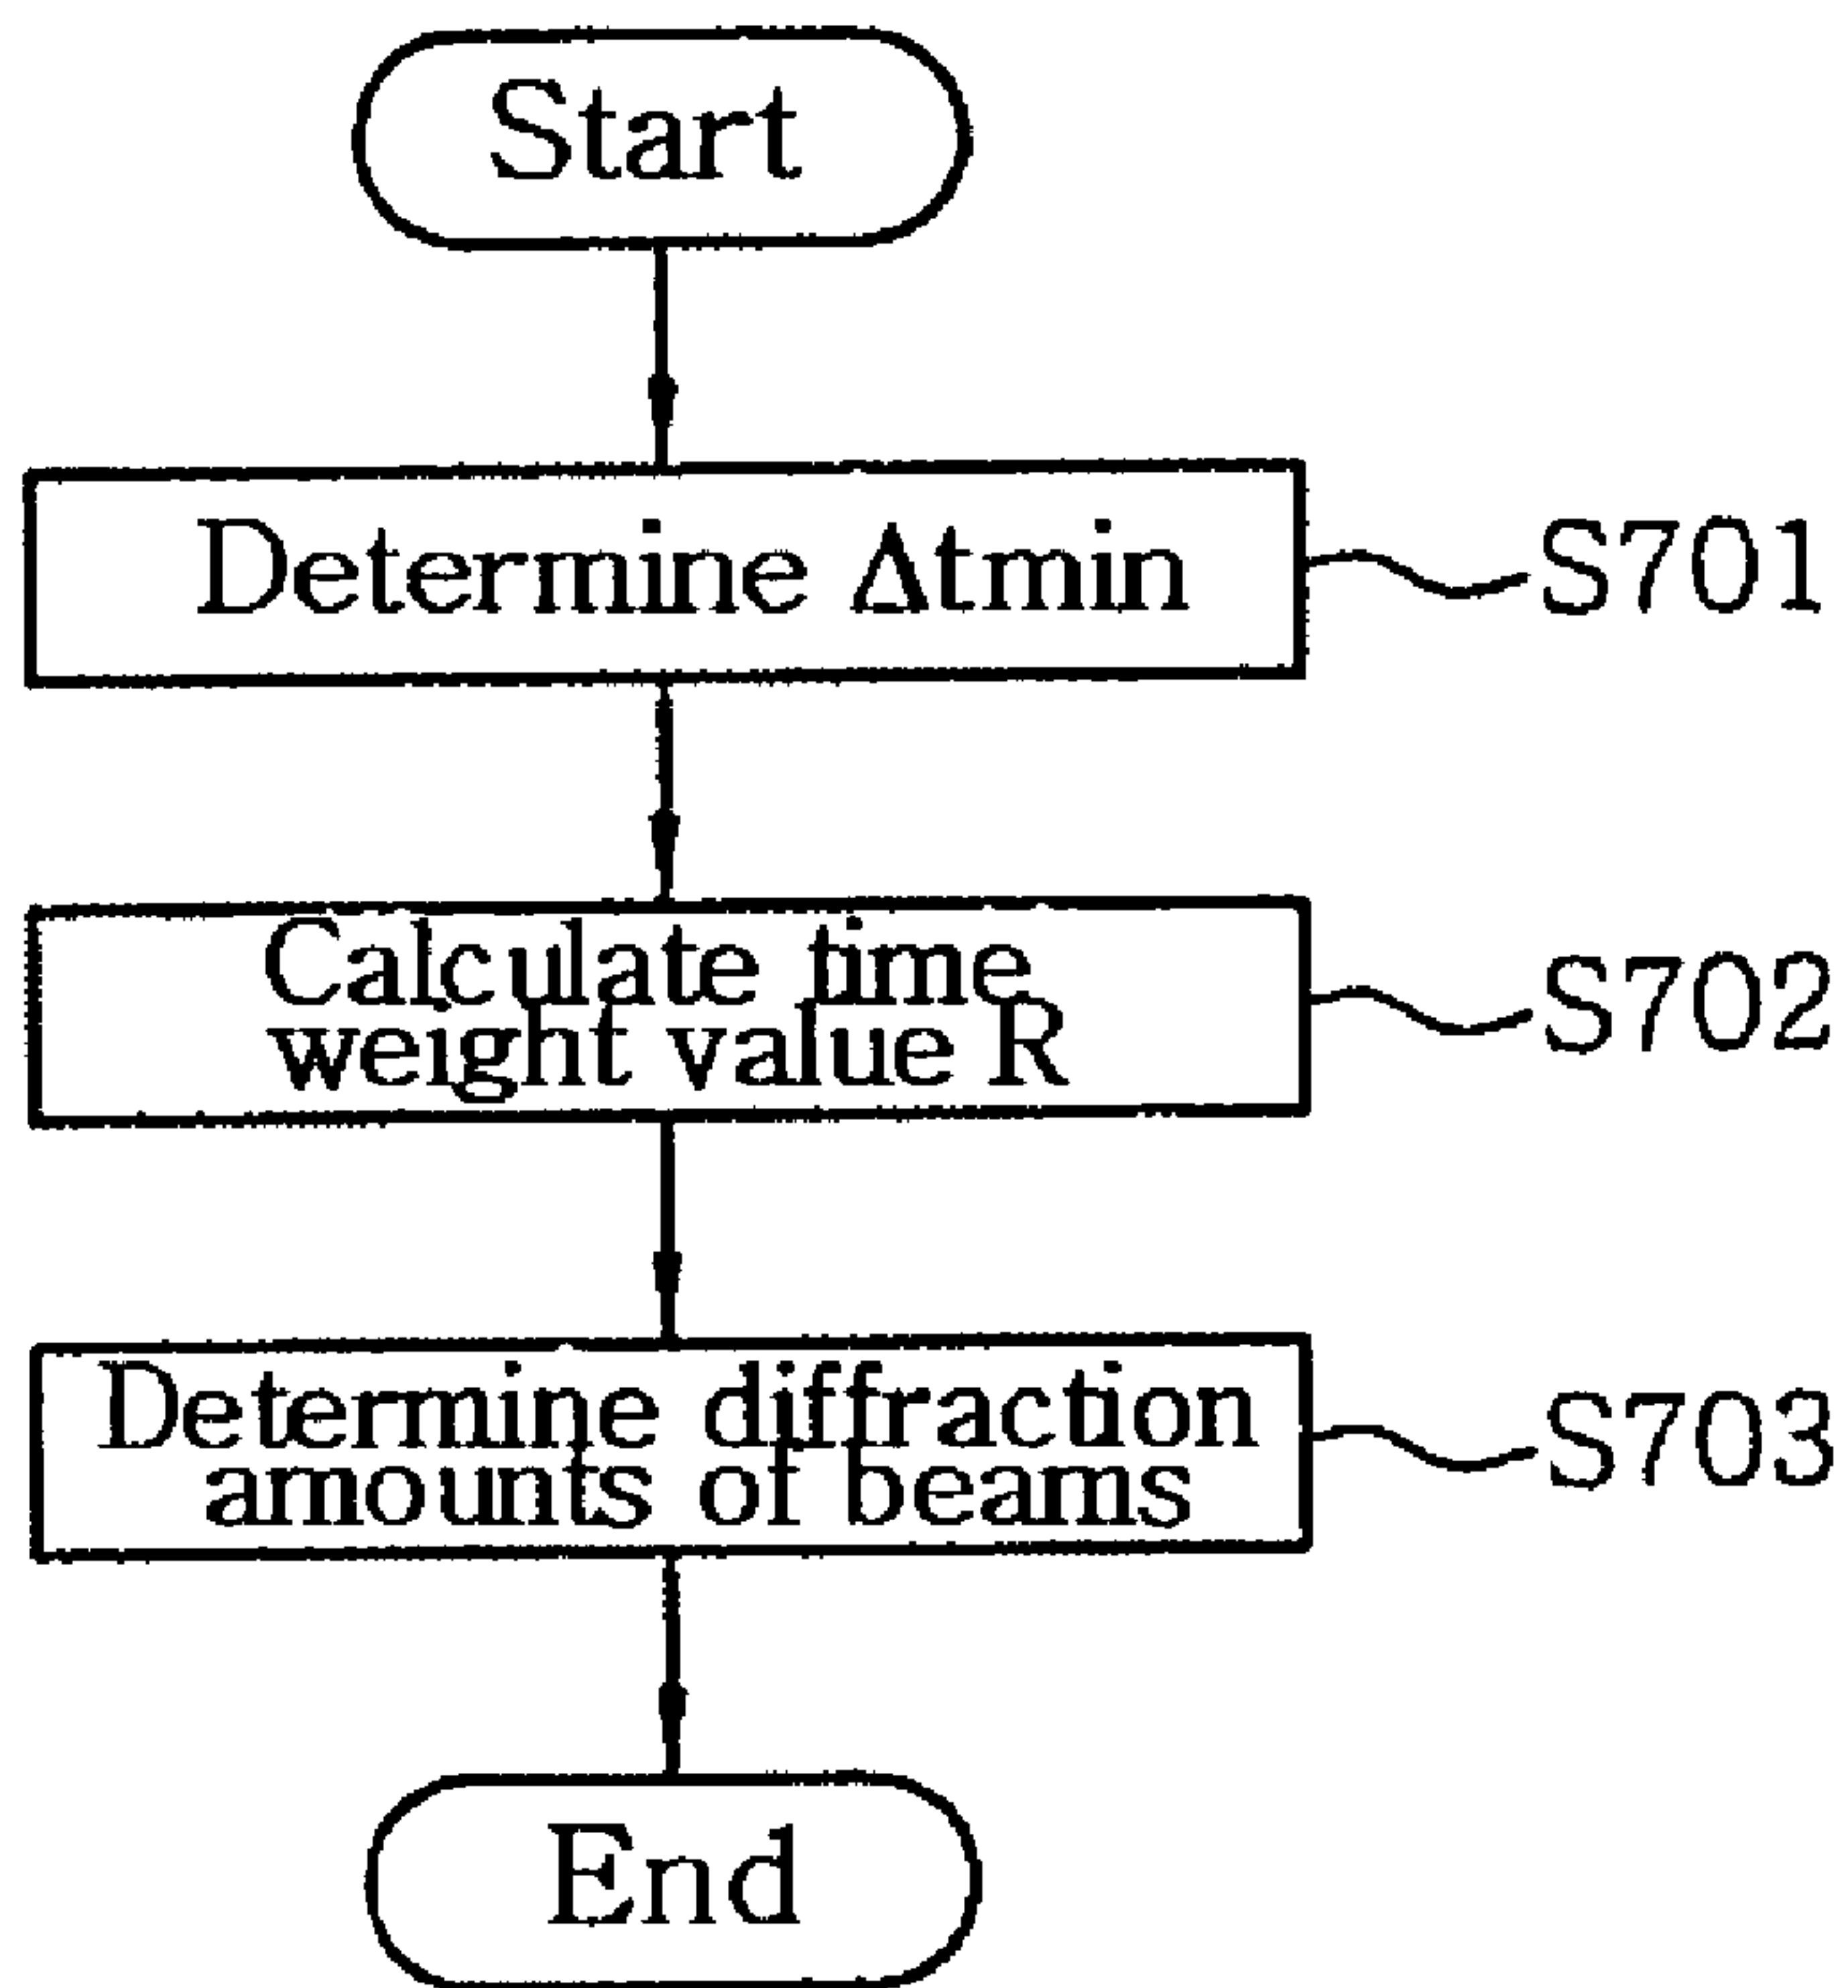 Start
Determine Δtmin
S701
Calculate time
weight value R
S702
Determine diffraction
amounts of beams
S703
End